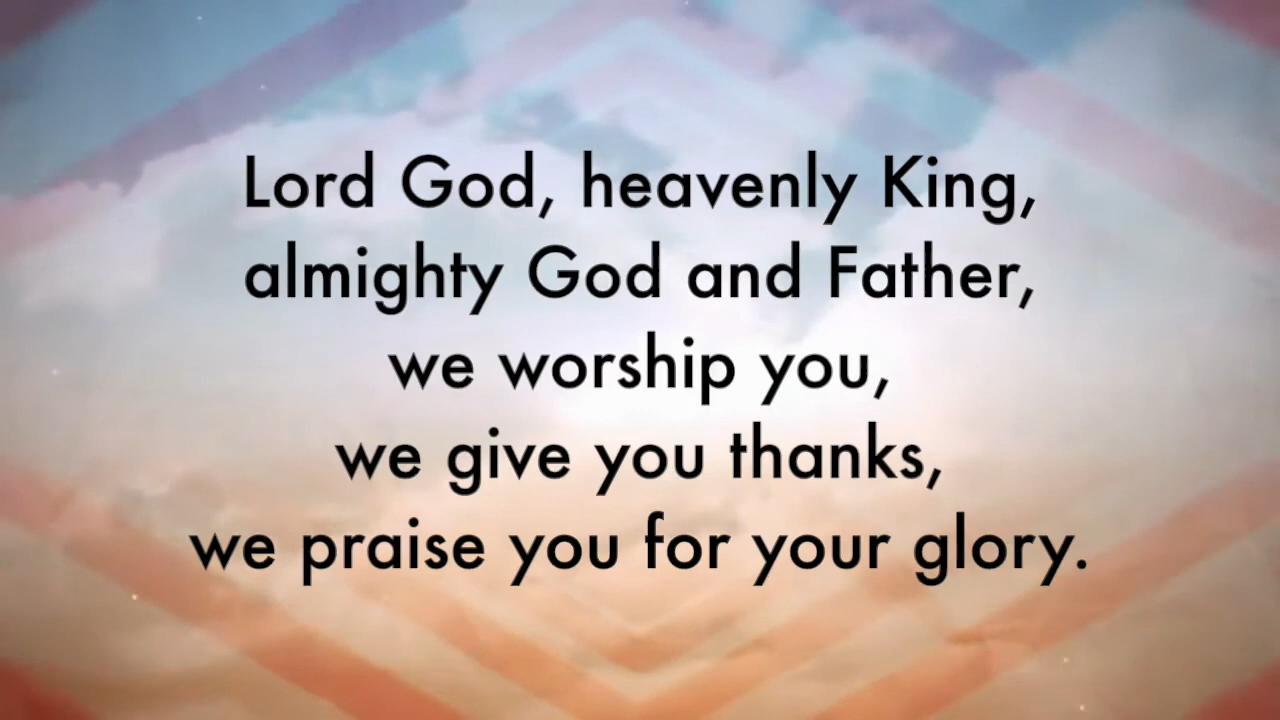 Lord God, heavenly King,
almighty God and Father,
we worship you,
we give you thanks,
we praise you for your glory.